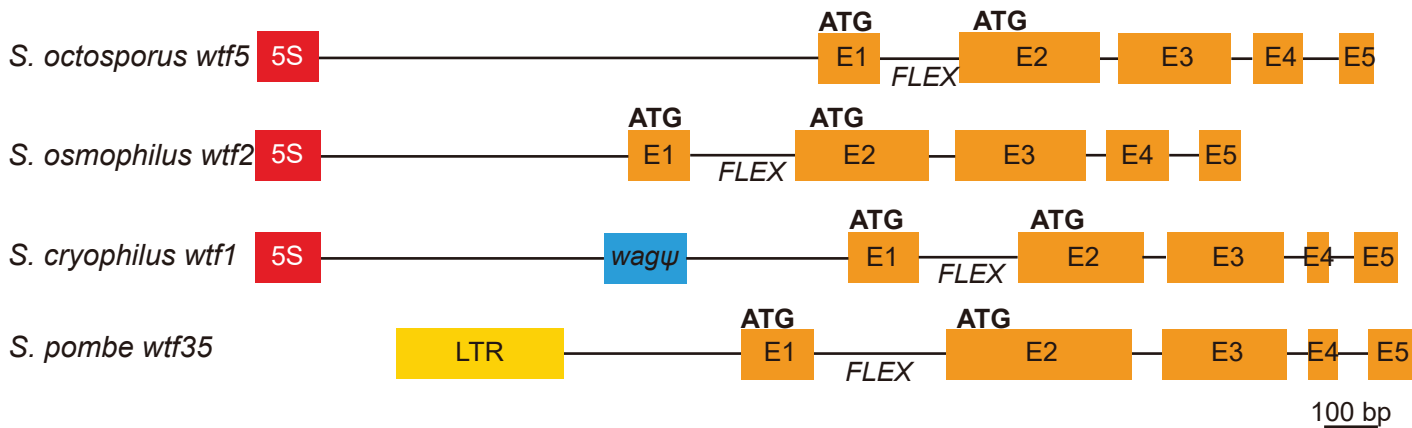 ATG ATG
S. octosporus wtf5 5S E1 E2 E3 E4 E5
FLEX
ATG ATG
S. osmophilus wtf2 5S E1 E2 E3 E4 E5
FLEX
ATG ATG
S. cryophilus wtf1 5S wagψ E1 E2 E3 E4 E5
FLEX
ATG ATG
S. pombe wtf35 LTR E1 E2 E3 E4 E5
FLEX
100 bp